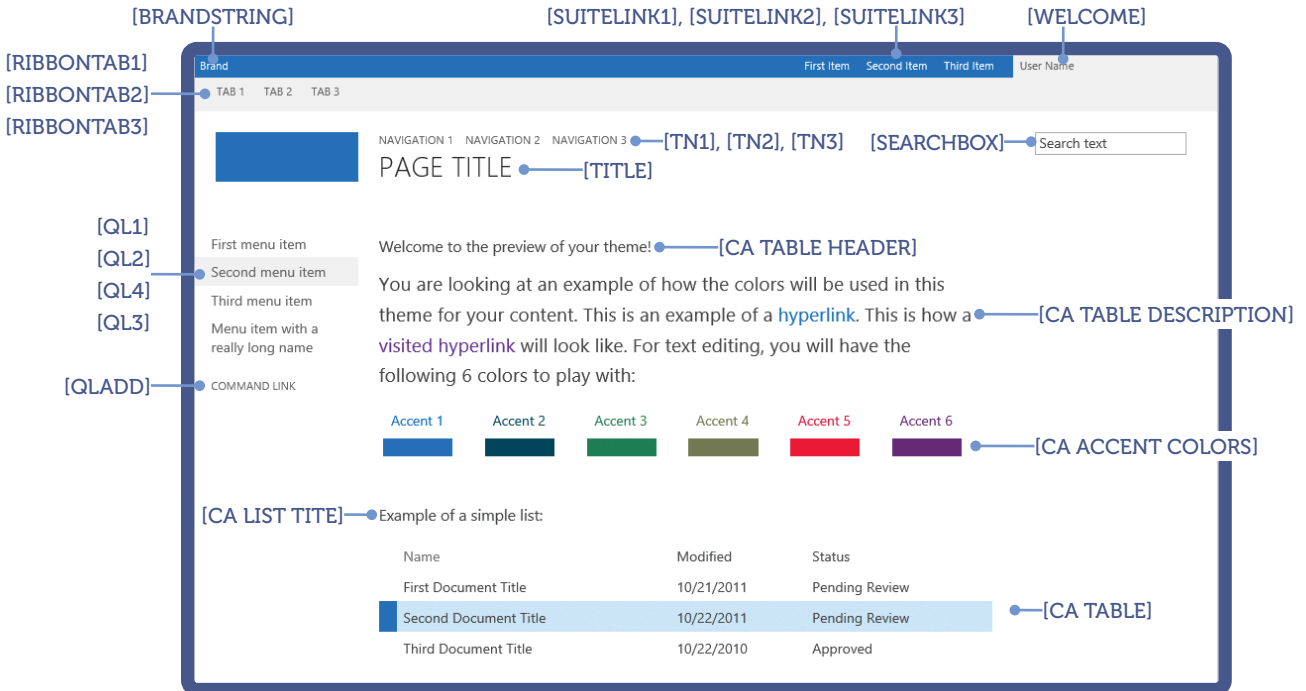 [BRANDSTRING]
[SUITELINK1], [SUITELINK2], [SUITELINK3]
[WELCOME]
[RIBBONTAB1]
[RIBBONTAB2]
[RIBBONTAB3]
Brand
First Item Second Item Third Item User Name
TAB 1 TAB 2 TAB 3
NAVIGATION 1 NAVIGATION 2 NAVIGATION 3
[TN1], [TN2], [TN3]
[SEARCHBOX]
Search text
PAGE TITLE
[TITLE]
[QL1]
[QL2]
[QL4]
[QL3]
First menu item
Second menu item
Third menu item
Menu item with a
really long name
[QLADD]
COMMAND LINK
Welcome to the preview of your theme!
[CA TABLE HEADER]
You are looking at an example of how the colors will be used in this
theme for your content. This is an example of a hyperlink. This is how a
visited hyperlink will look like. For text editing, you will have the
following 6 colors to play with:
[CA TABLE DESCRIPTION]
Accent 1 Accent 2 Accent 3 Accent 4 Accent 5 Accent 6
[CA ACCENT COLORS]
[CA LIST TITE]
Example of a simple list:
Name Modified Status
First Document Title 10/21/2011 Pending Review
Second Document Title 10/22/2011 Pending Review
Third Document Title 10/22/2010 Approved
[CA TABLE]